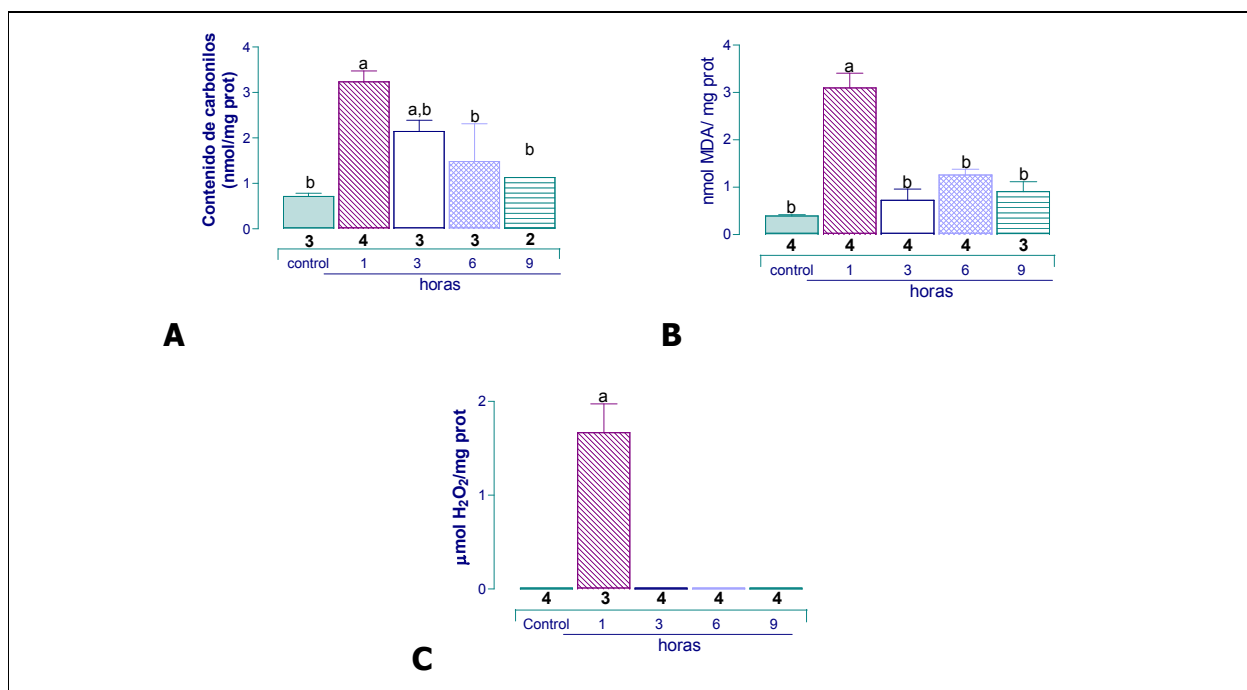 Contenido de carbonilos
(nmol/mg prot)
4
3
2
1
0
b
a
a,b
b
b
3 4 3 3 2
control 1 3 6 9
horas
A
nmol MDA/ mg prot
4
3
2
1
0
b
a
b
b
b
4 4 4 4 3
control 1 3 6 9
horas
B
µmol H₂O₂/mg prot
2
1
0
a
4 3 4 4 4
Control 1 3 6 9
horas
C